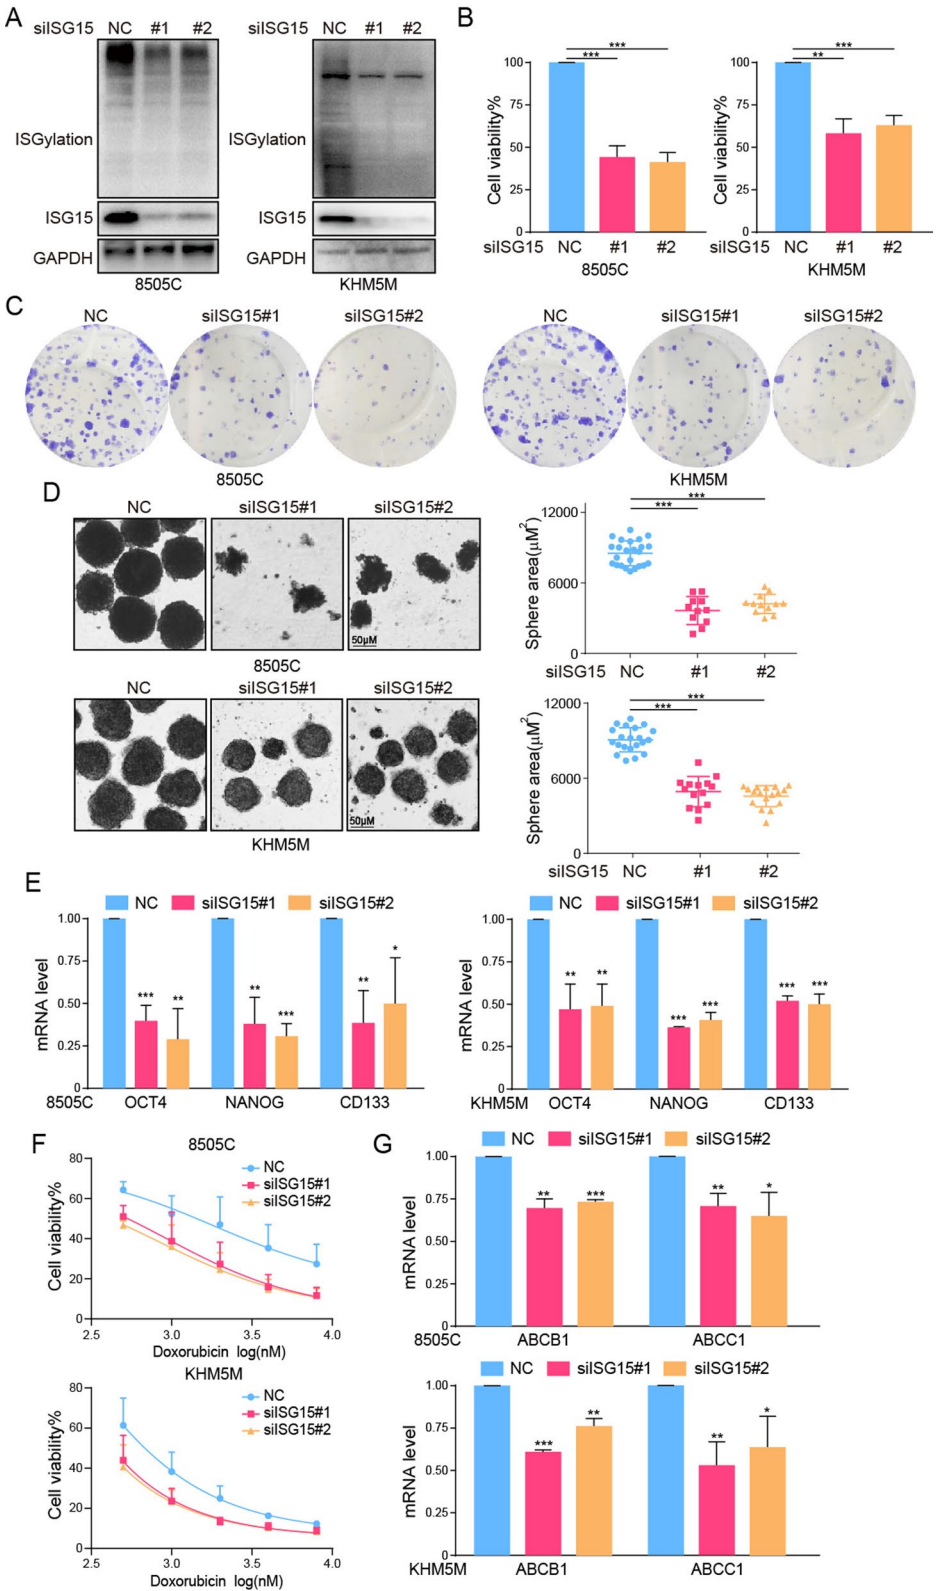 A
siISG15 NC #1 #2
siISG15 NC #1 #2
ISGylation
ISGylation
ISG15
ISG15
GAPDH
GAPDH
8505C
KHM5M
B
***
***
100
75
50
25
0
Cell viability%
siISG15 NC #1 #2
8505C
***
**
100
75
50
25
0
Cell viability%
siISG15 NC #1 #2
KHM5M
C
NC siISG15#1 siISG15#2
8505C
NC siISG15#1 siISG15#2
KHM5M
D
NC siISG15#1 siISG15#2
50μM
8505C
NC siISG15#1 siISG15#2
50μM
KHM5M
***
***
12000
6000
0
Sphere area(μM²)
siISG15 NC #1 #2
***
***
12000
6000
0
Sphere area(μM²)
siISG15 NC #1 #2
E
NC siISG15#1 siISG15#2
1.00
0.75
0.50
0.25
0
mRNA level
*** ** ** *** ** *
8505C OCT4 NANOG CD133
NC siISG15#1 siISG15#2
1.00
0.75
0.50
0.25
0
mRNA level
** ** *** *** *** ***
KHM5M OCT4 NANOG CD133
F
8505C
80
60
40
20
0
Cell viability%
NC
siISG15#1
siISG15#2
2.5 3.0 3.5 4.0
Doxorubicin log(nM)
KHM5M
80
60
40
20
0
Cell viability%
NC
siISG15#1
siISG15#2
2.5 3.0 3.5 4.0
Doxorubicin log(nM)
G
NC siISG15#1 siISG15#2
1.00
0.75
0.50
0.25
0
mRNA level
** *** ** *
8505C ABCB1 ABCC1
NC siISG15#1 siISG15#2
1.00
0.75
0.50
0.25
0
mRNA level
*** ** ** *
KHM5M ABCB1 ABCC1